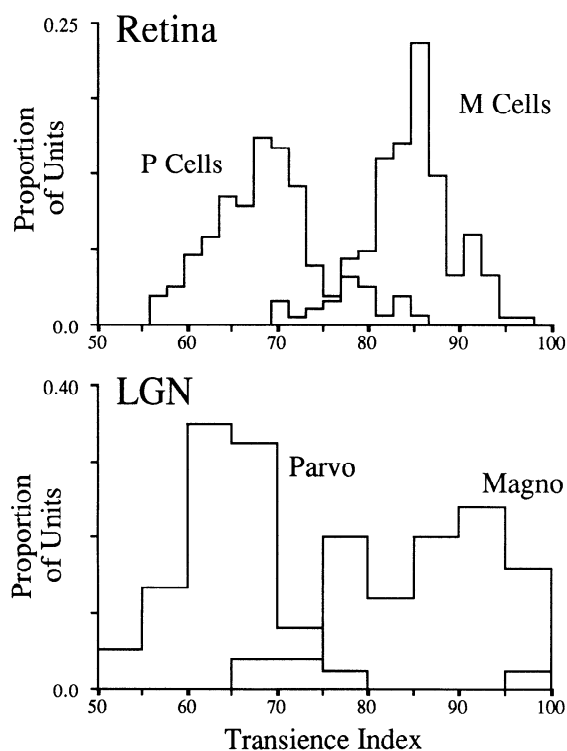 Retina
0.25
M Cells
P Cells
Proportion
of Units
0.0
50 60 70 80 90 100
0.40
LGN
Parvo
Magno
Proportion
of Units
0.0
50 60 70 80 90 100
Transience Index